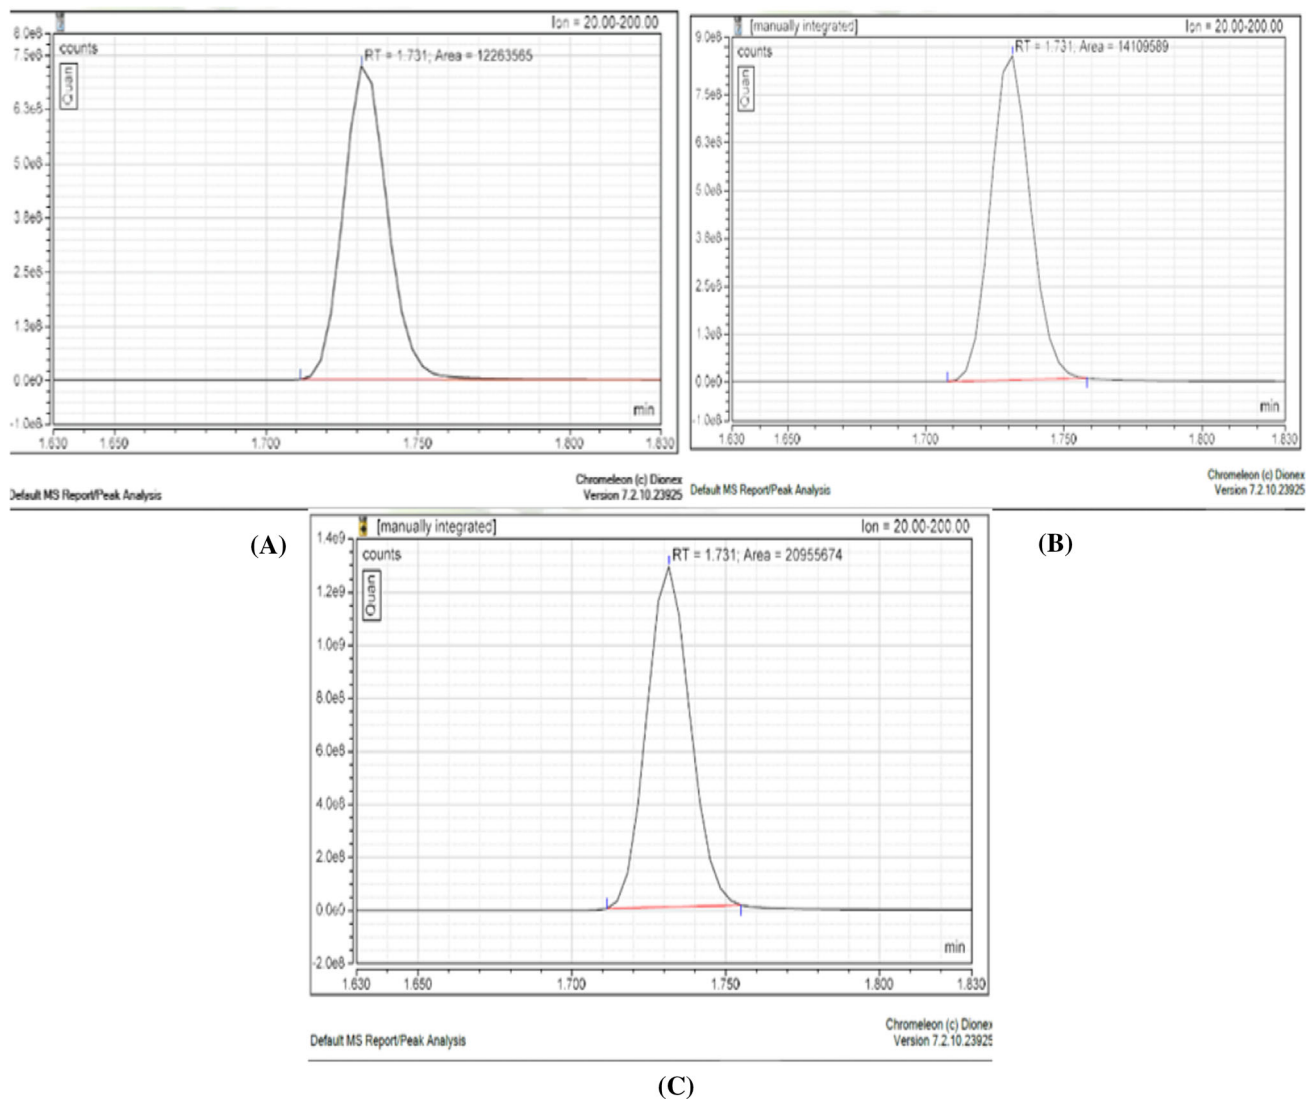 Ion = 20.00-200.00
8.0e8
counts
7.5e8
RT = 1.731; Area = 12263565
Quan
6.3e8
5.0e8
3.8e8
2.5e8
1.3e8
0.0e0
min
-1.0e8
1.630 1.650 1.700 1.750 1.800 1.830
Chromeleon (c) Dionex
Default MS Report/Peak Analysis
Version 7.2.10.23925
(A)
[manually integrated]
Ion = 20.00-200.00
9.0e8
counts
RT = 1.731; Area = 14109589
Quan
7.5e8
6.3e8
5.0e8
3.8e8
2.5e8
1.3e8
0.0e0
min
-1.0e8
1.630 1.650 1.700 1.750 1.800 1.830
Chromeleon (c) Dionex
Default MS Report/Peak Analysis
Version 7.2.10.23925
(B)
[manually integrated]
Ion = 20.00-200.00
1.4e9
counts
RT = 1.731; Area = 20955674
Quan
1.2e9
1.0e9
8.0e8
6.0e8
4.0e8
2.0e8
0.0e0
min
-2.0e8
1.630 1.650 1.700 1.750 1.800 1.830
Chromeleon (c) Dionex
Default MS Report/Peak Analysis
Version 7.2.10.23925
(C)